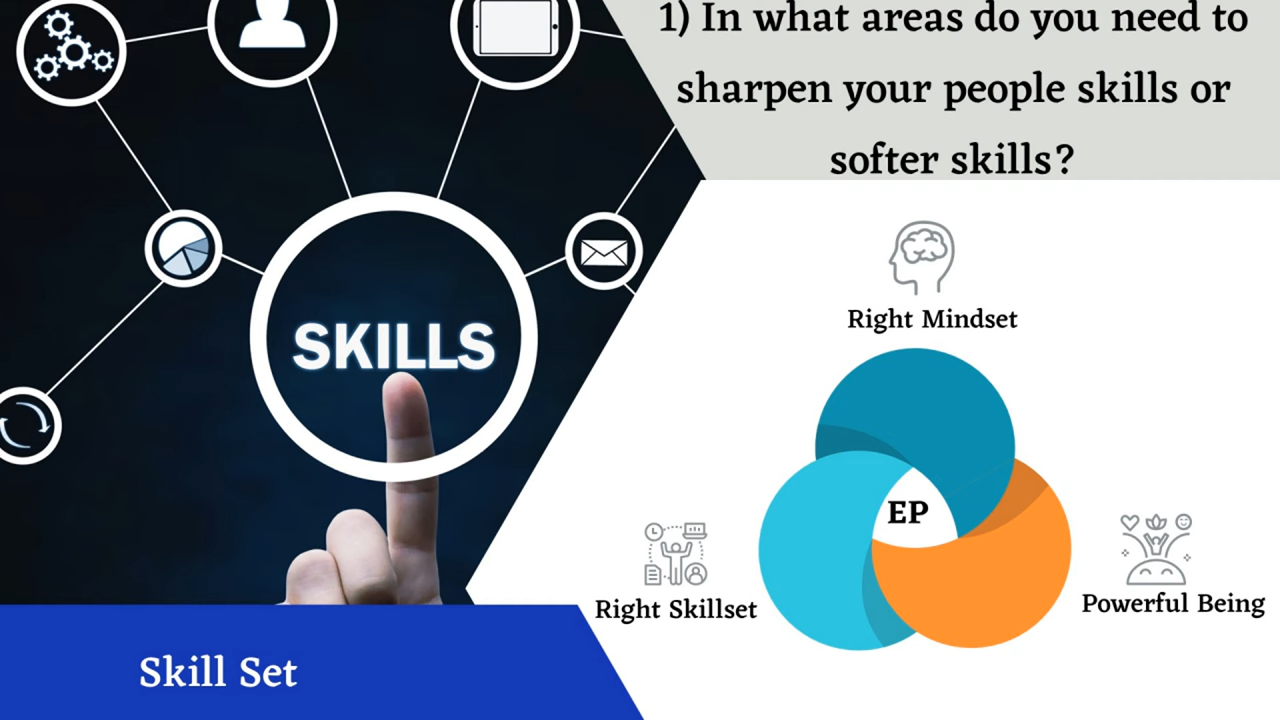 1) In what areas do you need to
sharpen your people skills or
softer skills?
SKILLS
Right Mindset
EP
Right Skillset
Powerful Being
Skill Set